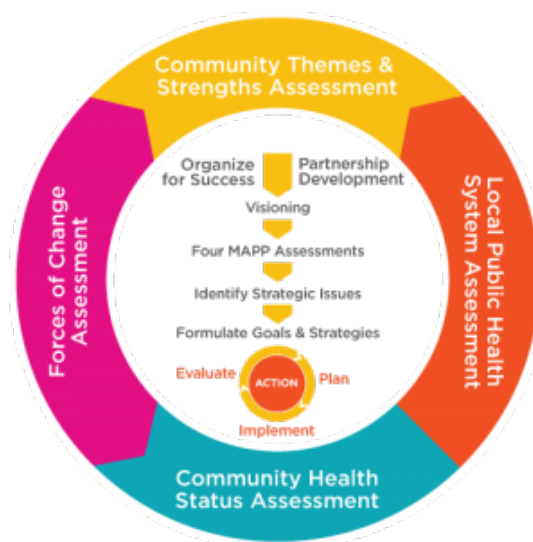 Community Themes &
Strengths Assessment
Organize
for Success
Partnership
Development
Visioning
Four MAPP Assessments
Identify Strategic Issues
Formulate Goals & Strategies
Evaluate
ACTION
Plan
Implement
Forces of Change
Assessment
Local Public Health
System Assessment
Community Health
Status Assessment